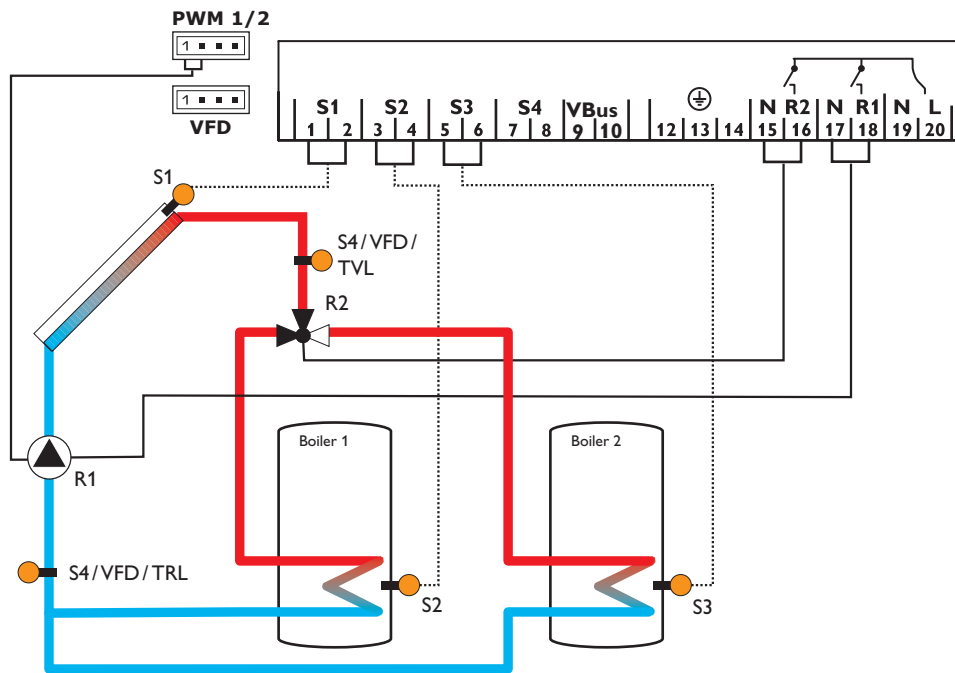 PWM 1/2
1
1
VFD
S1 S2 S3 S4 VBus N R2 N R1 N L
1 2 3 4 5 6 7 8 9 10 12 13 14 15 16 17 18 19 20
S1
S4/VFD/
TVL
R2
Boiler 1
Boiler 2
R1
S4/VFD/TRL
S2
S3